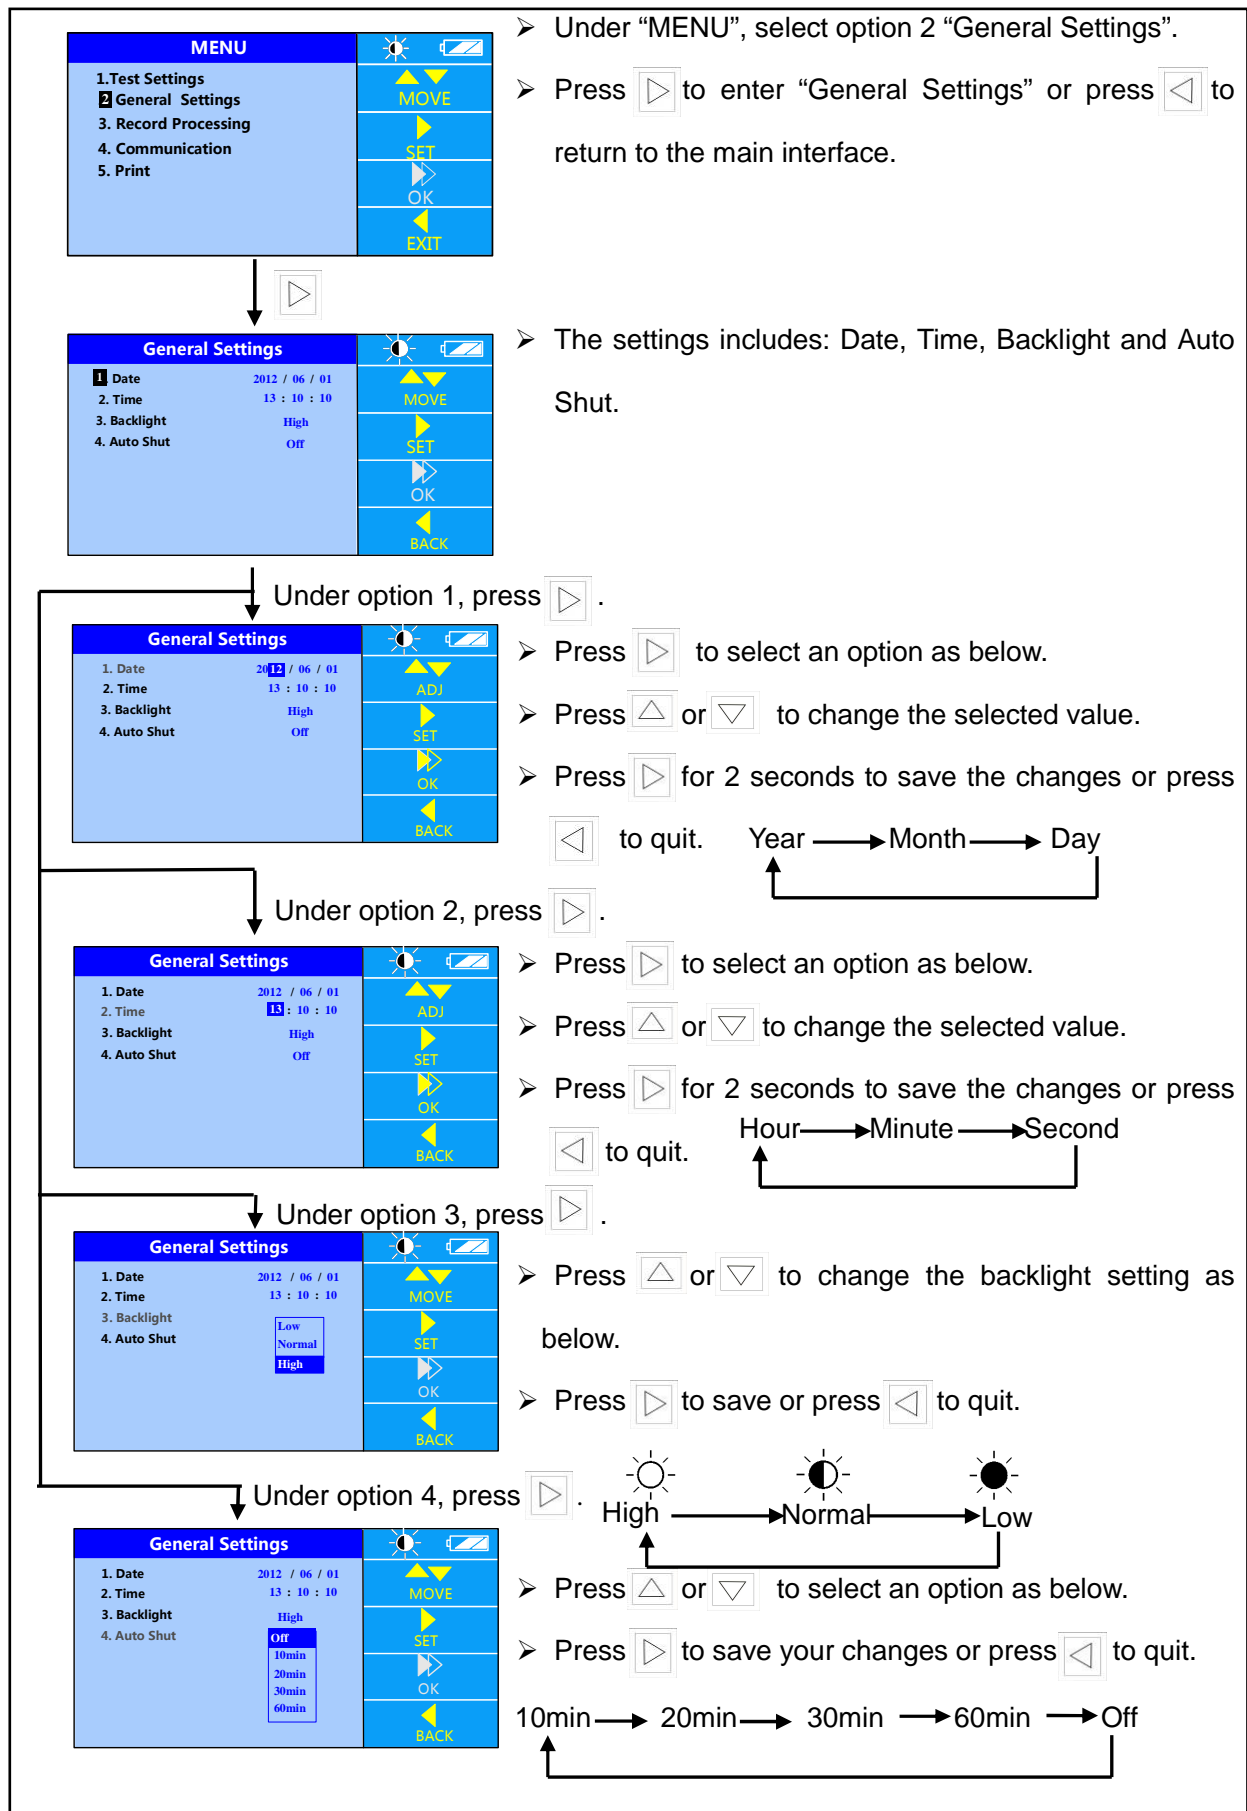 ➢ Under “MENU”, select option 2 “General Settings”.
MENU
1.Test Settings
2 General Settings
3. Record Processing
4. Communication
5. Print
MOVE
SET
OK
EXIT
➢ Press to enter “General Settings” or press to
return to the main interface.
General Settings
1. Date 2012 / 06 / 01
2. Time 13 : 10 : 10
3. Backlight High
4. Auto Shut Off
MOVE
SET
OK
BACK
➢ The settings includes: Date, Time, Backlight and Auto
Shut.
Under option 1, press .
General Settings
1. Date 2012 / 06 / 01
2. Time 13 : 10 : 10
3. Backlight High
4. Auto Shut Off
ADJ
SET
OK
BACK
➢ Press to select an option as below.
➢ Press or to change the selected value.
➢ Press for 2 seconds to save the changes or press
to quit.
Year Month Day
Under option 2, press .
General Settings
1. Date 2012 / 06 / 01
2. Time 13 : 10 : 10
3. Backlight High
4. Auto Shut Off
ADJ
SET
OK
BACK
➢ Press to select an option as below.
➢ Press or to change the selected value.
➢ Press for 2 seconds to save the changes or press
to quit.
Hour Minute Second
Under option 3, press .
General Settings
1. Date 2012 / 06 / 01
2. Time 13 : 10 : 10
3. Backlight
4. Auto Shut
Low
Normal
High
MOVE
SET
OK
BACK
➢ Press or to change the backlight setting as
below.
➢ Press to save or press to quit.
High Normal Low
Under option 4, press .
General Settings
1. Date 2012 / 06 / 01
2. Time 13 : 10 : 10
3. Backlight High
4. Auto Shut
Off
10min
20min
30min
60min
MOVE
SET
OK
BACK
➢ Press or to select an option as below.
➢ Press to save your changes or press to quit.
10min 20min 30min 60min Off